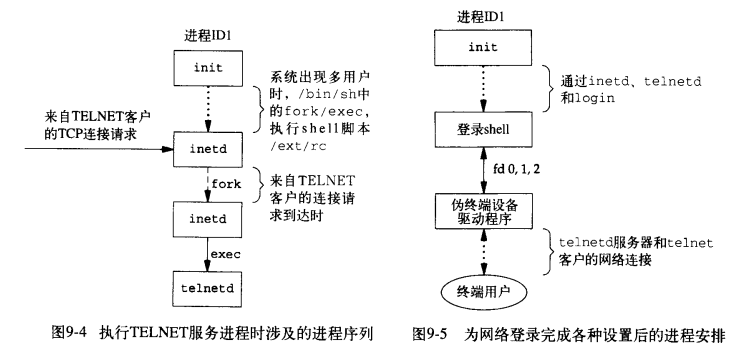 进程ID1
init
系统出现多用户
时，/bin/sh中
的fork/exec，
执行shell脚本
/ext/rc
来自TELNET客户
的TCP连接请求
inetd
fork
来自TELNET
客户的连接请
求到达时
inetd
exec
telnetd
图9-4 执行TELNET服务进程时涉及的进程序列
进程ID1
init
通过inetd、telnetd
和login
登录shell
fd 0, 1, 2
伪终端设备
驱动程序
telnetd服务器和telnet
客户的网络连接
终端用户
图9-5 为网络登录完成各种设置后的进程安排